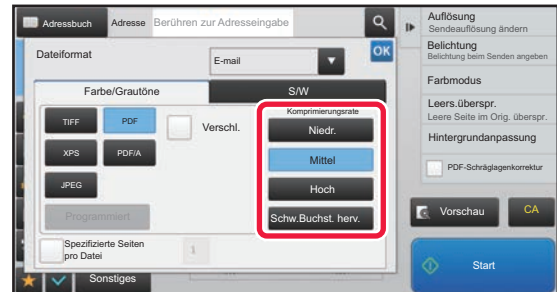 Adressbuch
Adresse
Berühren zur Adresseingabe
Dateiformat
E-mail
OK
Farbe/Grautöne
S/W
TIFF
PDF
Verschl.
XPS
PDF/A
JPEG
Programmiert
Komprimierungsrate
Niedr.
Mittel
Hoch
Schw.Buchst. herv.
Spezifizierte Seiten
pro Datei
1
Sonstiges
Auflösung
Sendeauflösung ändern
Belichtung
Belichtung beim Senden angeben
Farbmodus
Leers.überspr.
Leere Seite im Orig. überspr.
Hintergrundanpassung
PDF-Schräglagenkorrektur
Vorschau
CA
Start